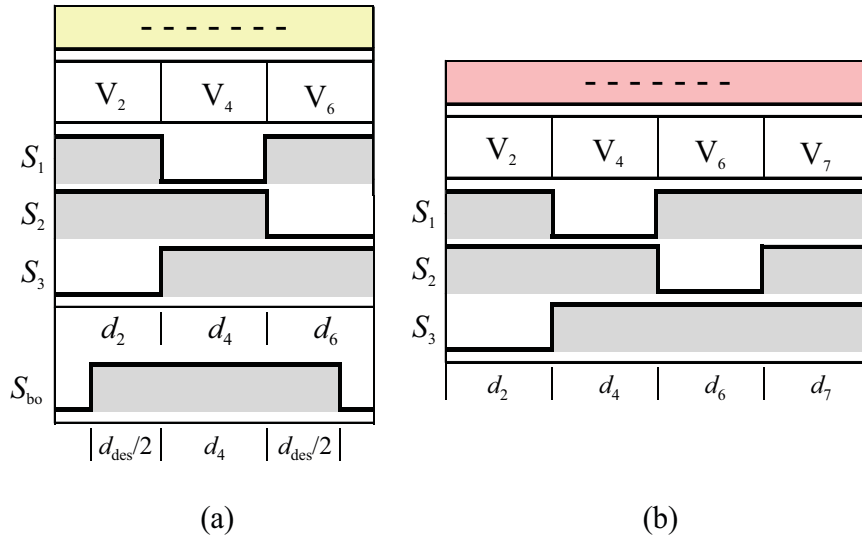 - - - - - - -
V2 V4 V6
S1
S2
S3
d2 d4 d6
Sbo
ddes/2 d4 ddes/2
(a)
- - - - - - -
V2 V4 V6 V7
S1
S2
S3
d2 d4 d6 d7
(b)